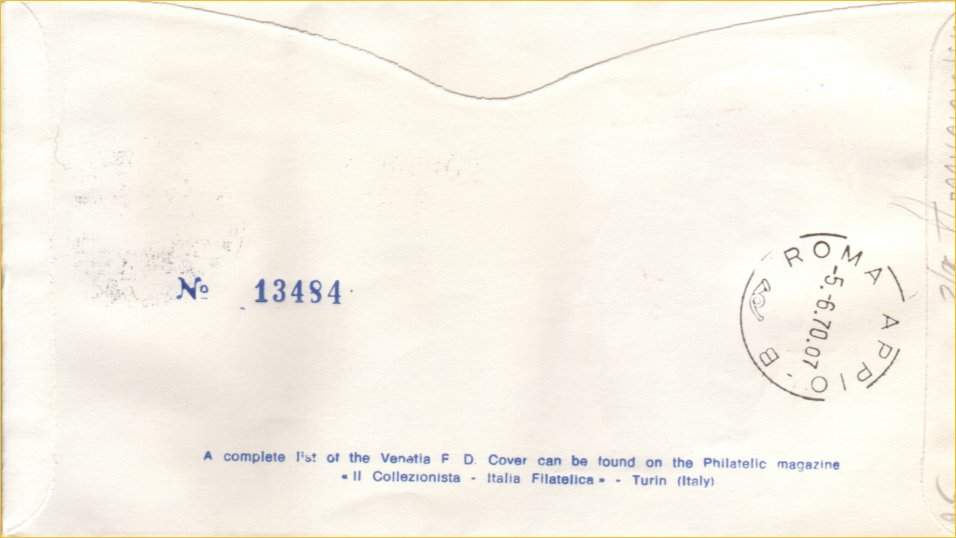 Nº 13484
ROMA APPIO - B
-5.-6.70.07
A complete list of the Venetia F D. Cover can be found on the Philatelic magazine
« Il Collezionista - Italia Filatelica » - Turin (Italy)